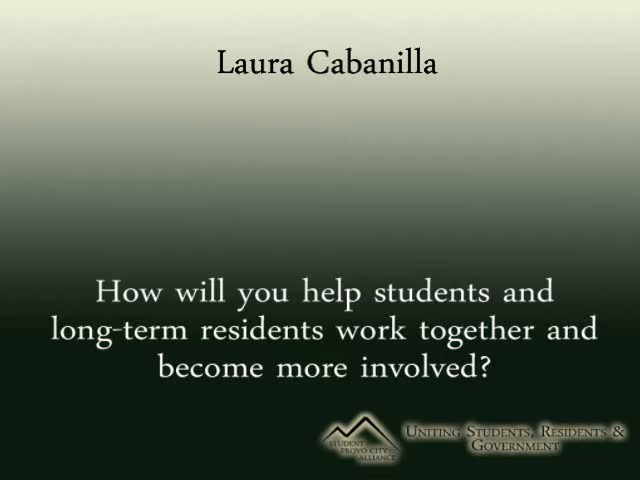 Laura Cabanilla
How will you help students and
long-term residents work together and
become more involved?
STUDENT
PROVO CITY
ALLIANCE
UNITING STUDENTS, RESIDENTS &
GOVERNMENT